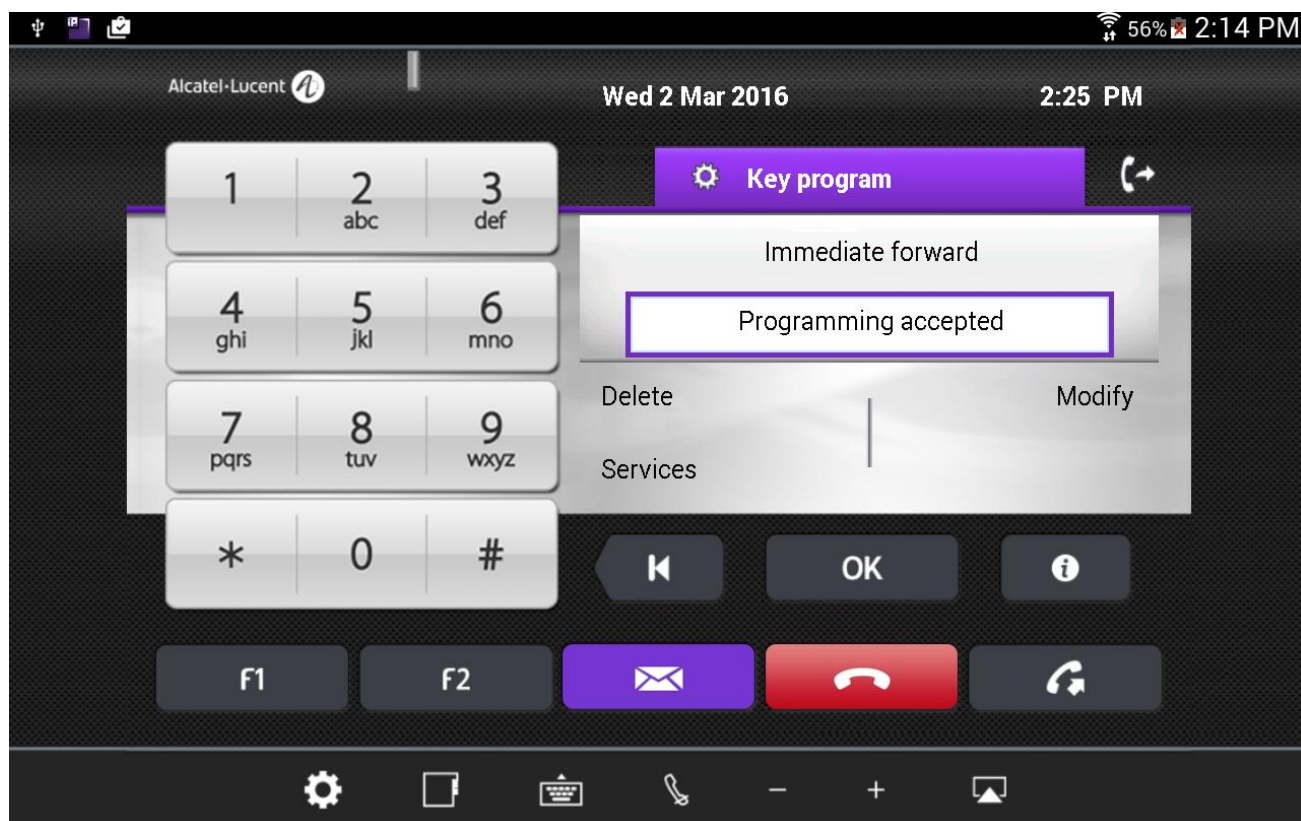 56% 2:14 PM
Alcatel·Lucent
Wed 2 Mar 2016 2:25 PM
Key program
1 2 3
abc def
Immediate forward
4 5 6
ghi jkl mno
Programming accepted
Delete Modify
7 8 9
pqrs tuv wxyz
Services
* 0 #
OK
F1 F2